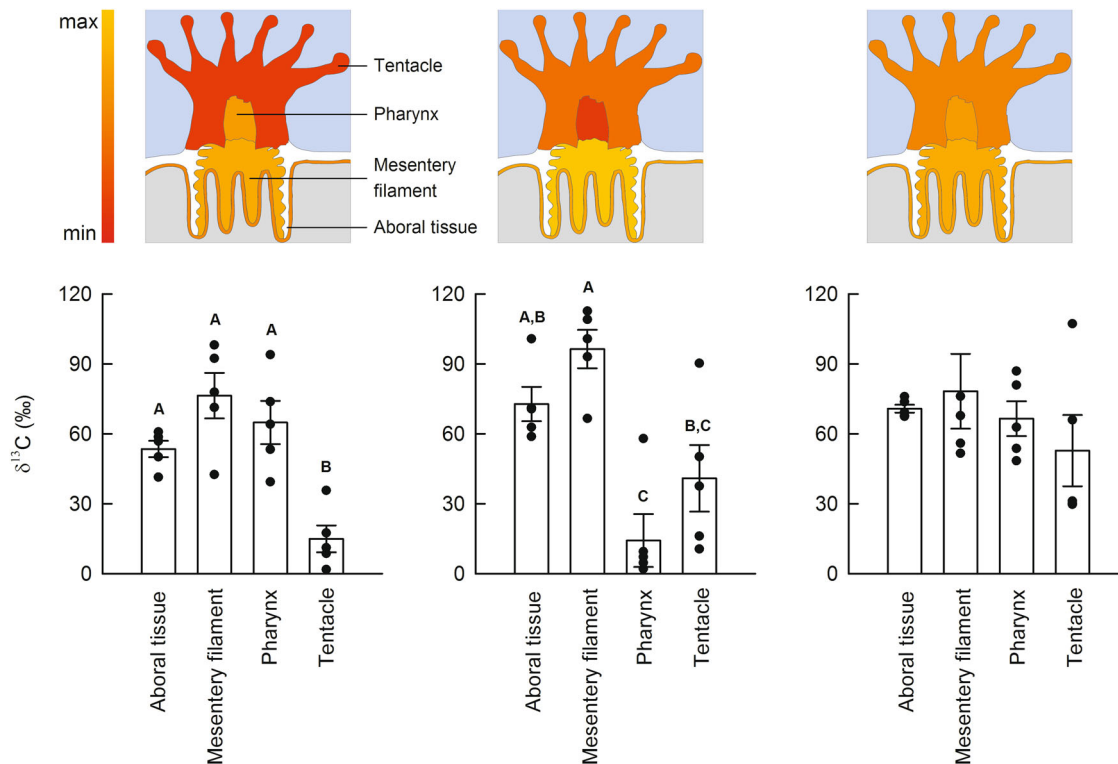 max
min
Tentacle
Pharynx
Mesentery
filament
Aboral tissue
δ¹³C (‰)
120
90
60
30
0
A
A
A
B
Aboral tissue
Mesentery filament
Pharynx
Tentacle
120
90
60
30
0
A,B
A
C
B,C
Aboral tissue
Mesentery filament
Pharynx
Tentacle
120
90
60
30
0
Aboral tissue
Mesentery filament
Pharynx
Tentacle